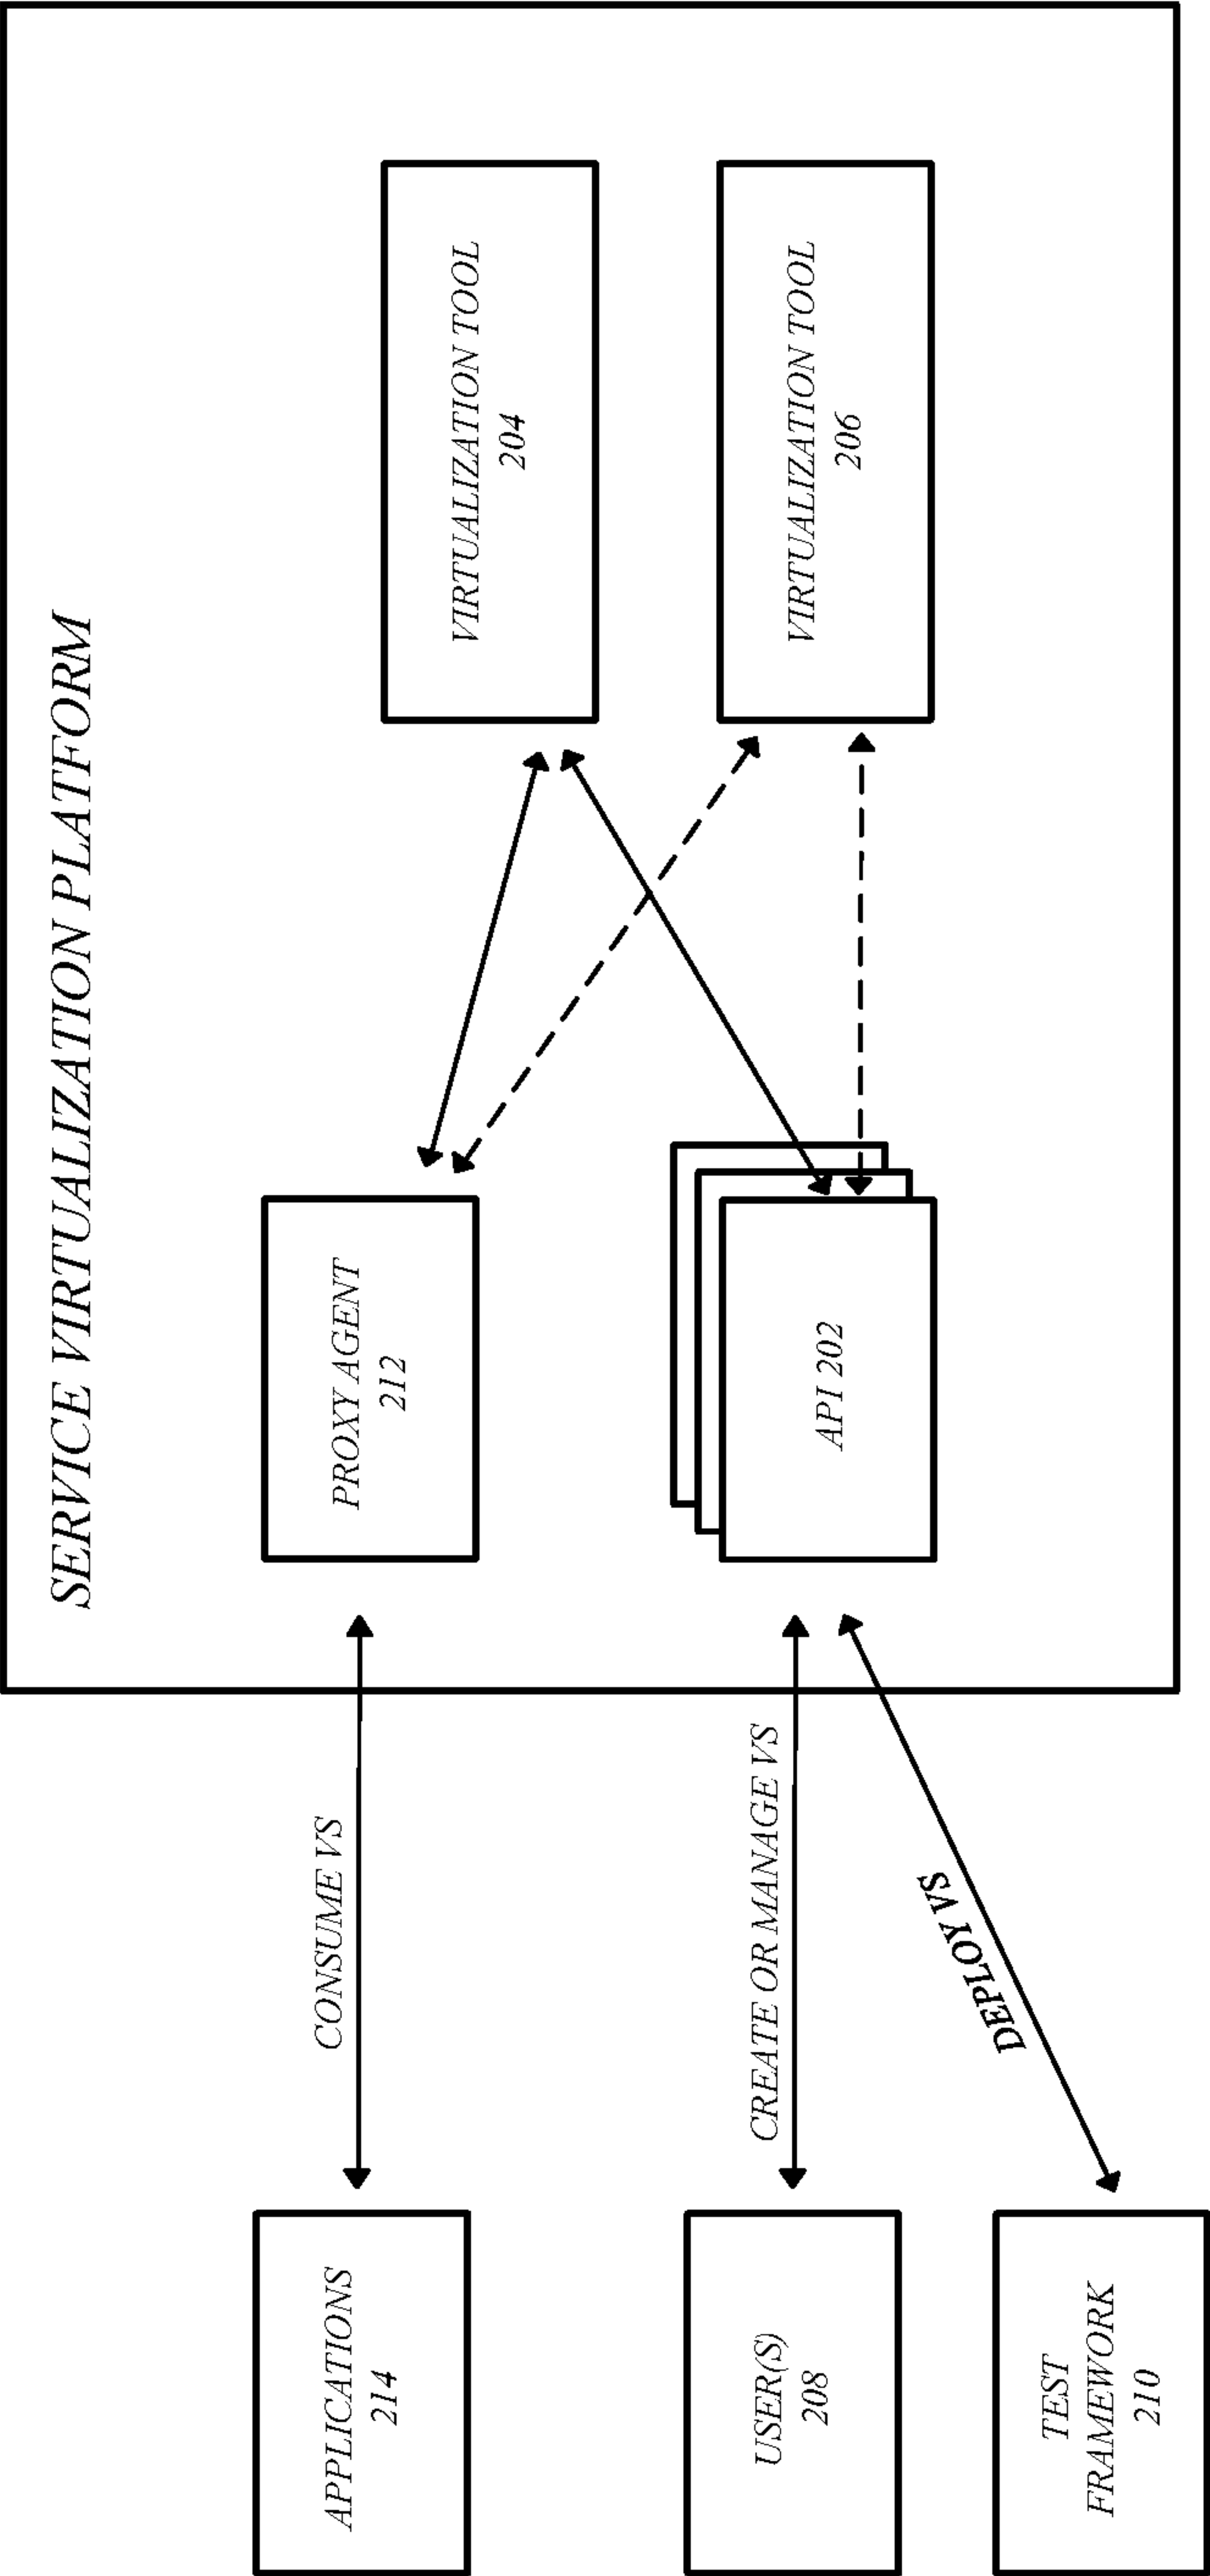 SERVICE VIRTUALIZATION PLATFORM
APPLICATIONS
214
CONSUME VS
PROXY AGENT
212
VIRTUALIZATION TOOL
204
USER(S)
208
CREATE OR MANAGE VS
API 202
VIRTUALIZATION TOOL
206
TEST
FRAMEWORK
210
DEPLOY VS